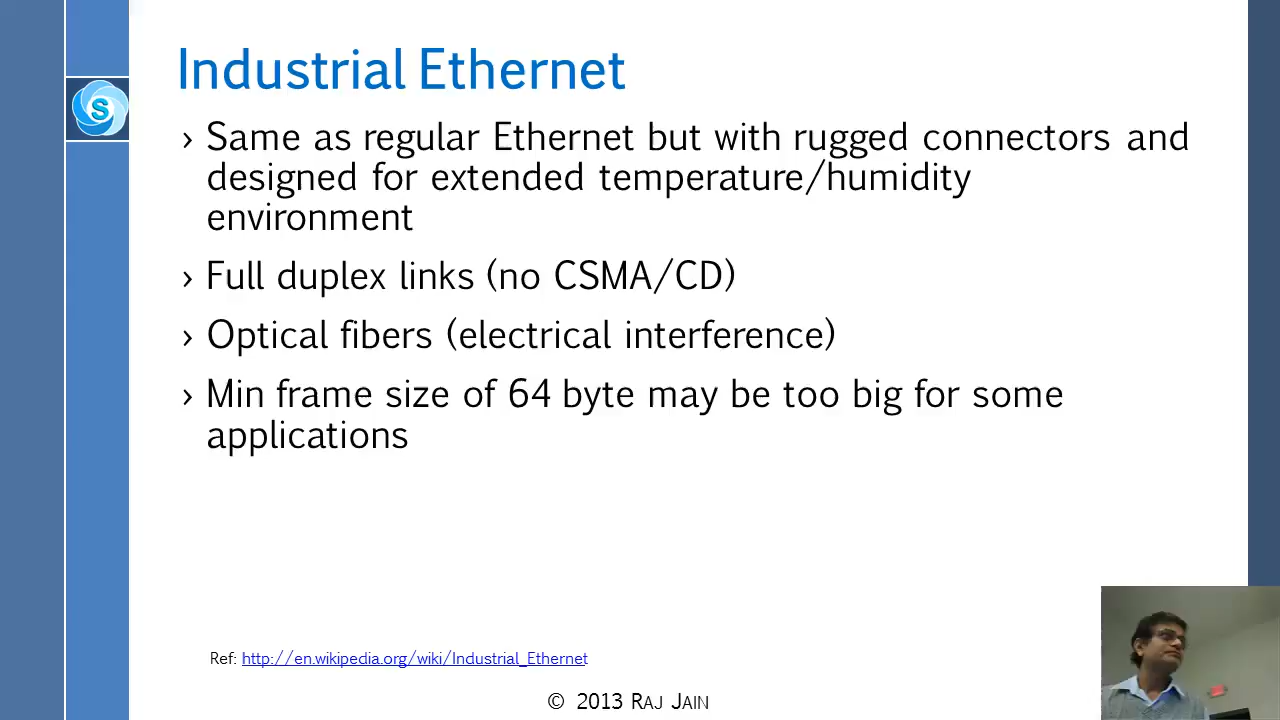 Industrial Ethernet
S
› Same as regular Ethernet but with rugged connectors and
designed for extended temperature/humidity
environment
› Full duplex links (no CSMA/CD)
› Optical fibers (electrical interference)
› Min frame size of 64 byte may be too big for some
applications
Ref: http://en.wikipedia.org/wiki/Industrial_Ethernet
© 2013 RAJ JAIN